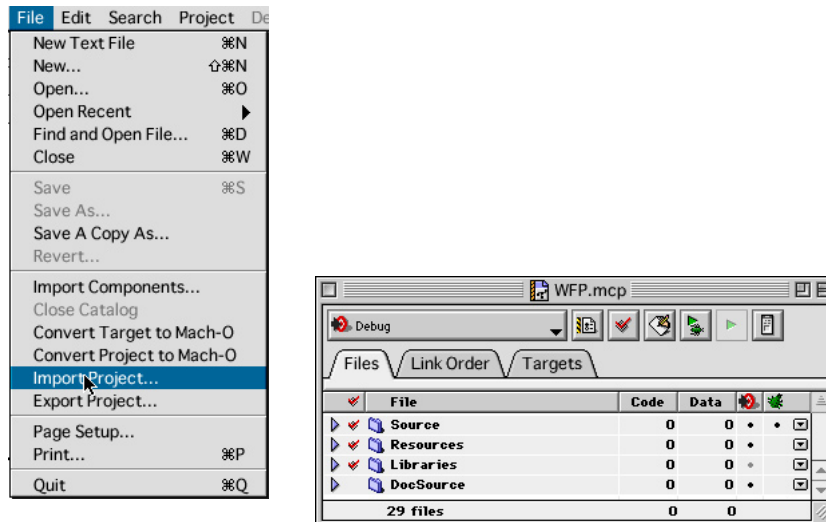 File Edit Search Project De
New Text File ⌘N
New... ⇧⌘N
Open... ⌘O
Open Recent
Find and Open File... ⌘D
Close ⌘W
Save ⌘S
Save As...
Save A Copy As...
Revert...
Import Components...
Close Catalog
Convert Target to Mach-O
Convert Project to Mach-O
Import Project...
Export Project...
Page Setup...
Print... ⌘P
Quit ⌘Q
WFP.mcp
Debug
Files Link Order Targets
File Code Data
Source 0 0
Resources 0 0
Libraries 0 0
DocSource 0 0
29 files 0 0